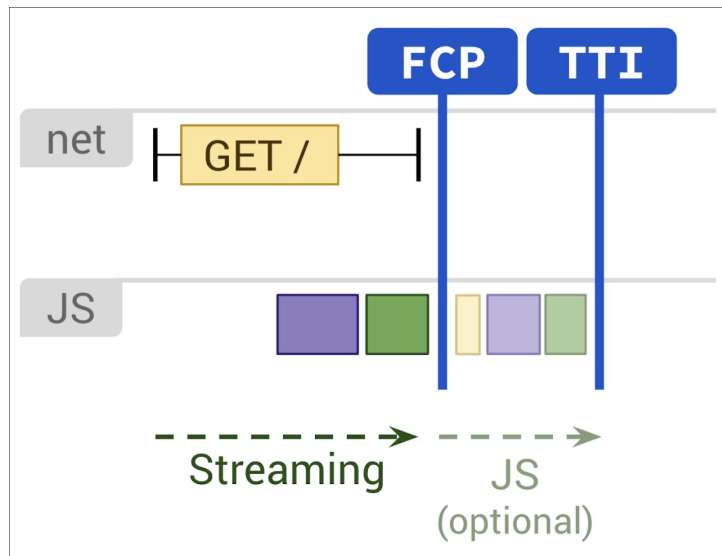 FCP TTI
net
GET /
JS
Streaming
JS
(optional)